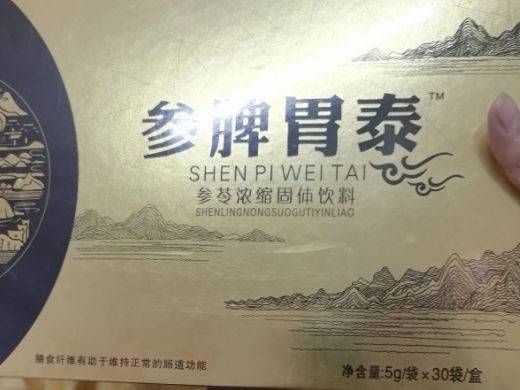 参脾胃泰™
SHEN PI WEI TAI
参苓浓缩固体饮料
SHENLINGNONGSUOGUTIYINLIAO
膳食纤维有助于维持正常的肠道功能
净含量:5g/袋×30袋/盒